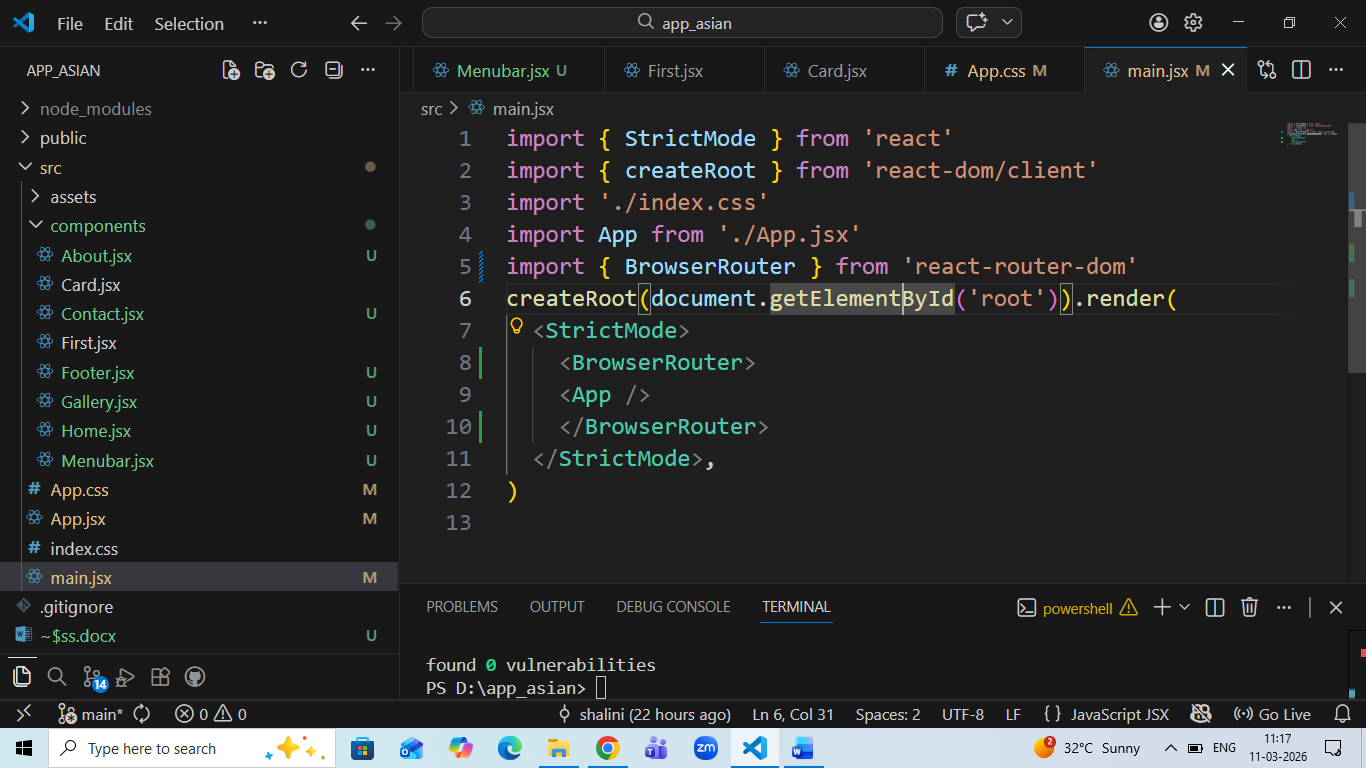 File Edit Selection ··· app_asian
APP_ASIAN ···
Menubar.jsx U First.jsx Card.jsx # App.css M main.jsx M ···
src > main.jsx
node_modules
public
src
assets
components
About.jsx U
Card.jsx
Contact.jsx U
First.jsx
Footer.jsx U
Gallery.jsx U
Home.jsx U
Menubar.jsx U
# App.css M
App.jsx M
# index.css
main.jsx M
.gitignore
~$ss.docx U
14
1 import { StrictMode } from 'react'
2 import { createRoot } from 'react-dom/client'
3 import './index.css'
4 import App from './App.jsx'
5 import { BrowserRouter } from 'react-router-dom'
6 createRoot(document.getElementById('root')).render(
7 <StrictMode>
8 <BrowserRouter>
9 <App />
10 </BrowserRouter>
11 </StrictMode>,
12 )
13
PROBLEMS OUTPUT DEBUG CONSOLE TERMINAL powershell ···
found 0 vulnerabilities
PS D:\app_asian>
main* 0 0 shalini (22 hours ago) Ln 6, Col 31 Spaces: 2 UTF-8 LF {} JavaScript JSX Go Live
Type here to search zm 2 32°C Sunny ENG 11:17
11-03-2026